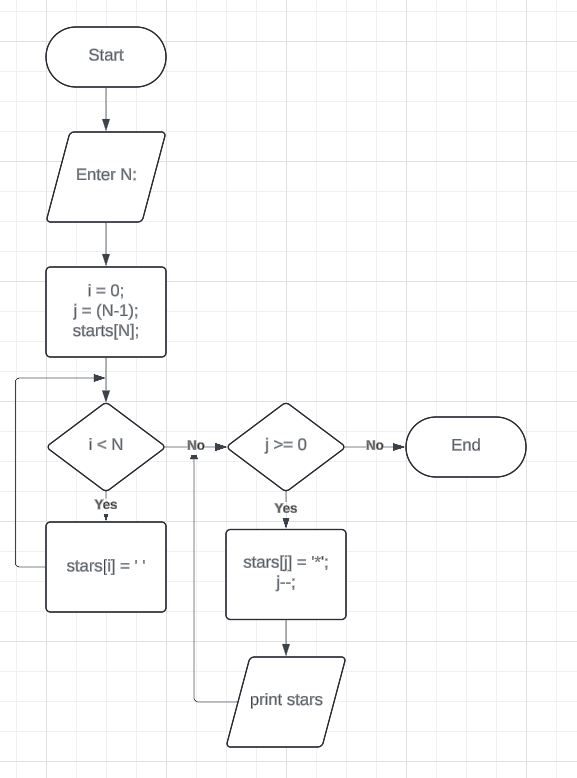 Start
Enter N:
i = 0;
j = (N-1);
starts[N];
i < N
No
j >= 0
No
End
Yes
Yes
stars[i] = ' '
stars[j] = '*';
j--;
print stars